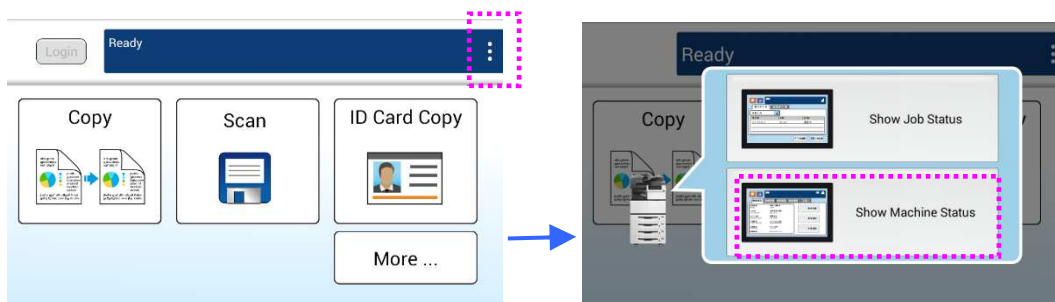 Login
Ready
Copy
Scan
ID Card Copy
More ...
Ready
Copy
Show Job Status
Show Machine Status